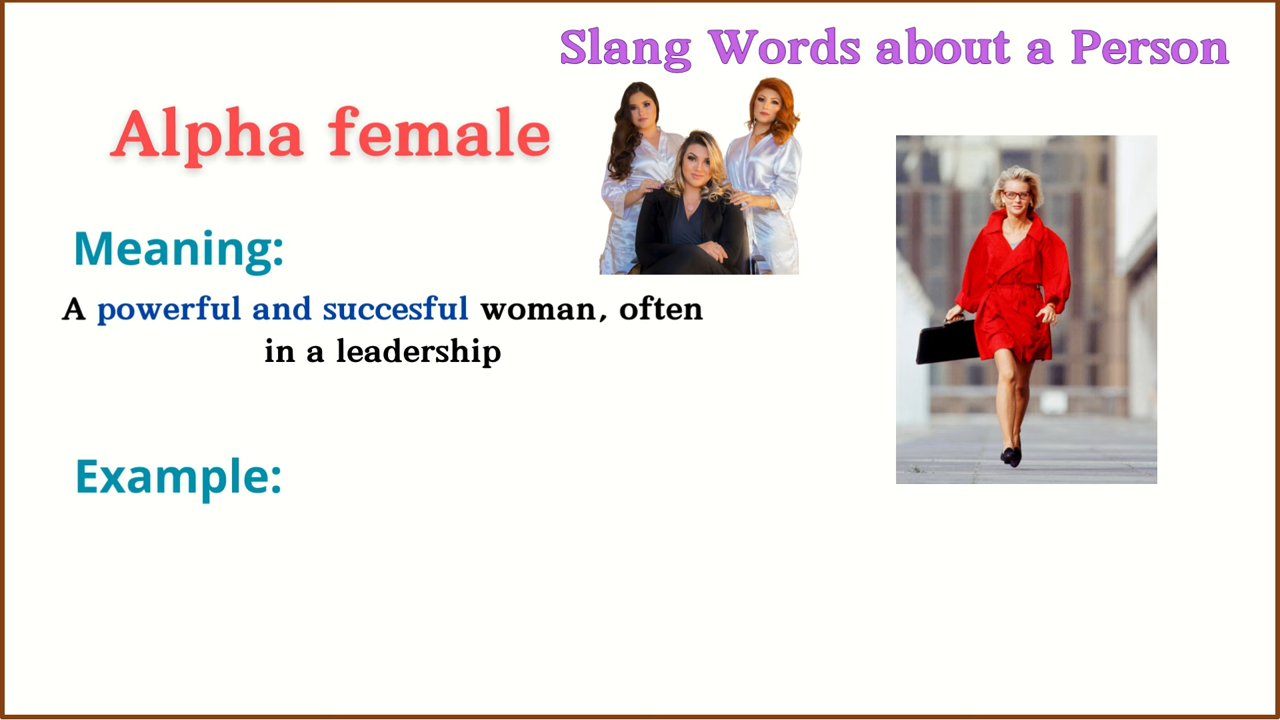 Slang Words about a Person
Alpha female
Meaning:
A powerful and succesful woman, often
in a leadership
Example: